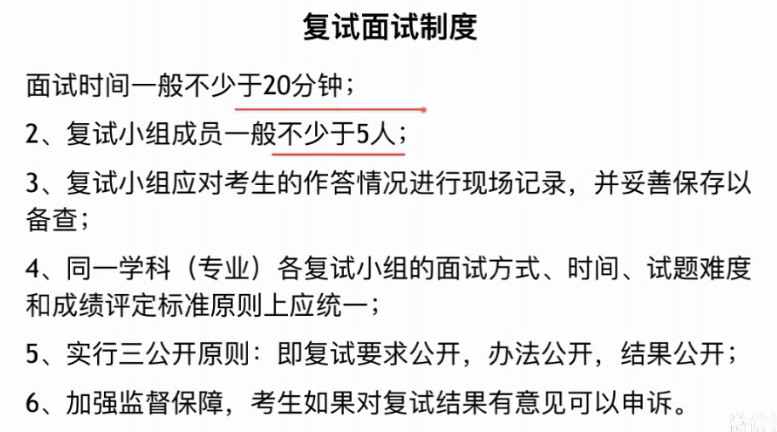 复试面试制度
面试时间一般不少于20分钟；
2、复试小组成员一般不少于5人；
3、复试小组应对考生的作答情况进行现场记录，并妥善保存以
备查；
4、同一学科（专业）各复试小组的面试方式、时间、试题难度
和成绩评定标准原则上应统一；
5、实行三公开原则：即复试要求公开，办法公开，结果公开；
6、加强监督保障，考生如果对复试结果有意见可以申诉。